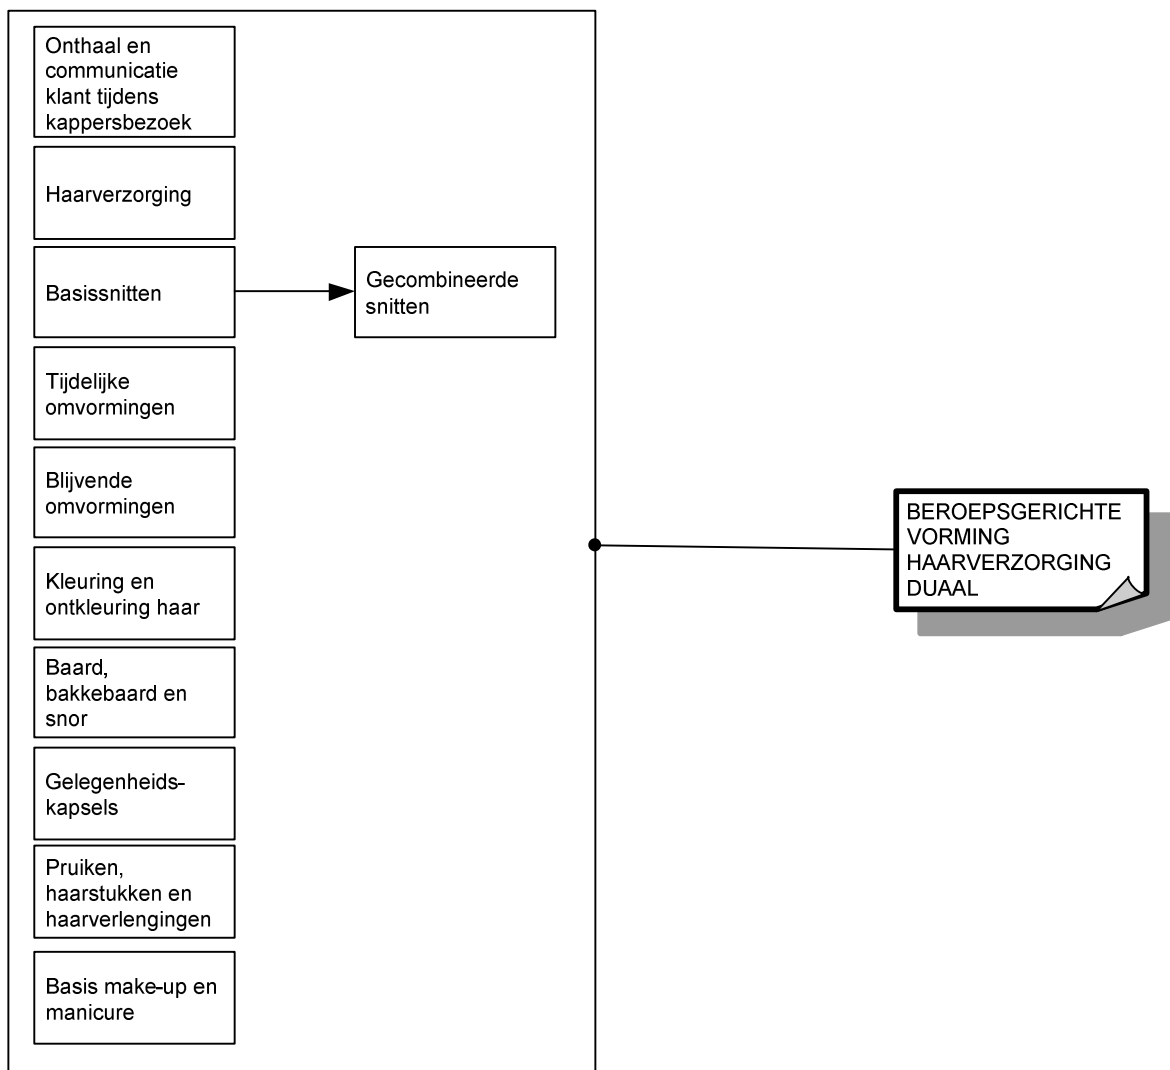 Onthaal en
communicatie
klant tijdens
kappersbezoek
Haarverzorging
Basissnitten
Gecombineerde
snitten
Tijdelijke
omvormingen
Blijvende
omvormingen
Kleuring en
ontkleuring haar
Baard,
bakkebaard en
snor
Gelegenheids-
kapsels
Pruiken,
haarstukken en
haarverlengingen
Basis make-up en
manicure
BEROEPSGERICHTE
VORMING
HAARVERZORGING
DUAAL